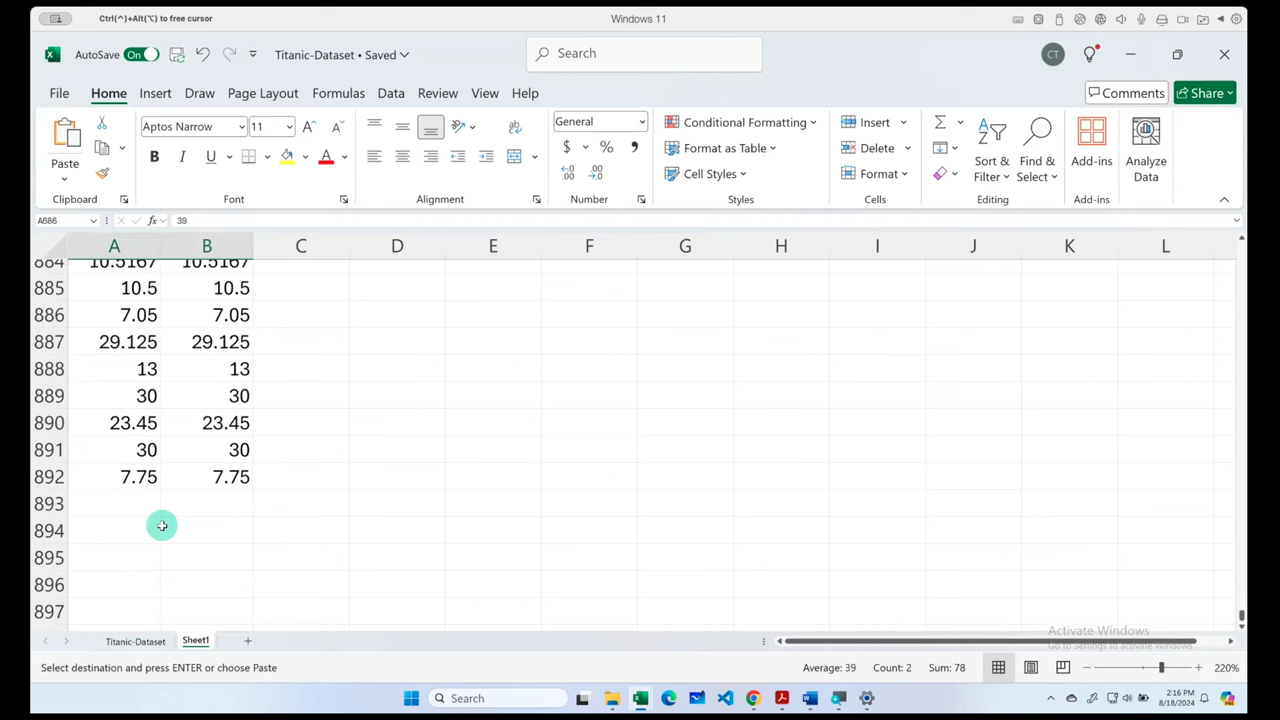 Ctrl(^)+Alt(⌥) to free cursor
Windows 11
AutoSave On
Titanic-Dataset • Saved
Search
CT
File Home Insert Draw Page Layout Formulas Data Review View Help
Comments
Share
Paste
Clipboard
Aptos Narrow 11
B I U
Font
Alignment
General
$ % ,
Number
Conditional Formatting
Format as Table
Cell Styles
Styles
Insert
Delete
Format
Cells
Sort & Filter
Find & Select
Editing
Add-ins
Add-ins
Analyze Data
A686 fx 39
A B C D E F G H I J K L
884 10.5167 10.5167
885 10.5 10.5
886 7.05 7.05
887 29.125 29.125
888 13 13
889 30 30
890 23.45 23.45
891 30 30
892 7.75 7.75
893
894
895
896
897
Activate Windows
Go to Settings to activate Windows.
Titanic-Dataset Sheet1
Select destination and press ENTER or choose Paste
Average: 39 Count: 2 Sum: 78
220%
Search
2:16 PM
8/18/2024